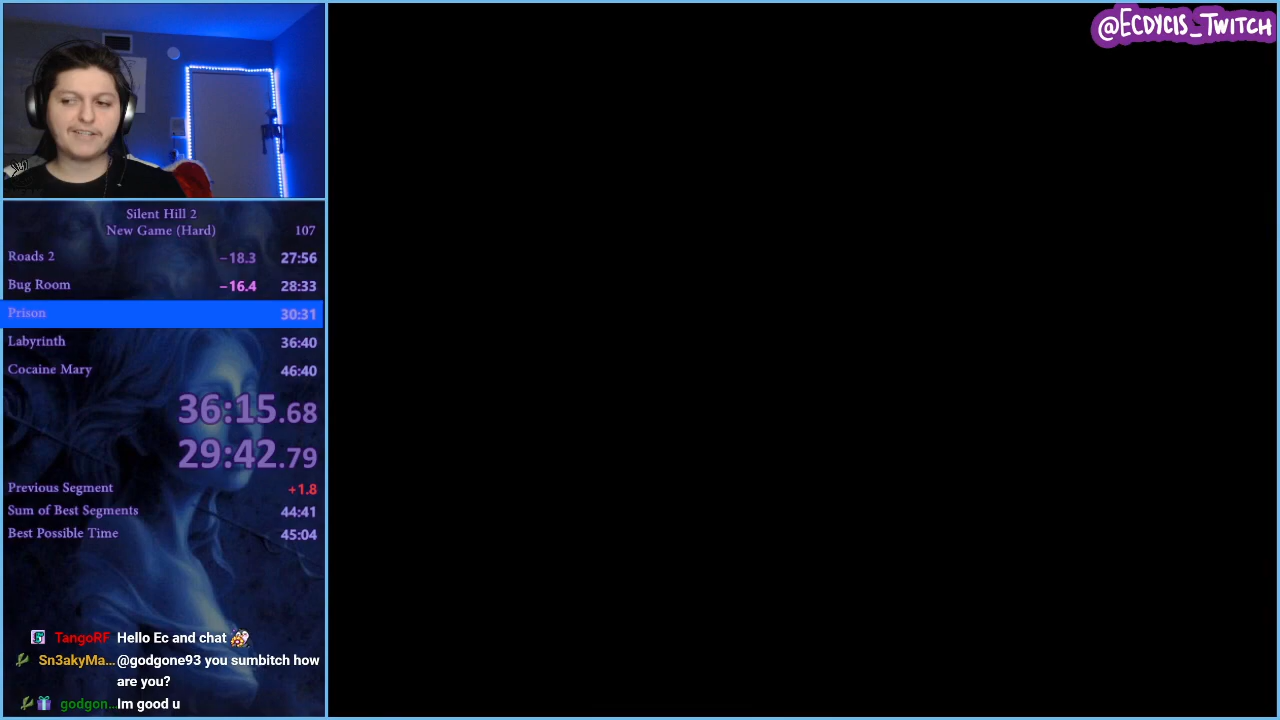 @ECDYCIS_TWITCH
Silent Hill 2
New Game (Hard) 107
Roads 2 −18.3 27:56
Bug Room −16.4 28:33
Prison 30:31
Labyrinth 36:40
Cocaine Mary 46:40
36:15.68
29:42.79
Previous Segment +1.8
Sum of Best Segments 44:41
Best Possible Time 45:04
TangoRF Hello Ec and chat
Sn3akyMa... @godgone93 you sumbitch how
are you?
godgon... Im good u